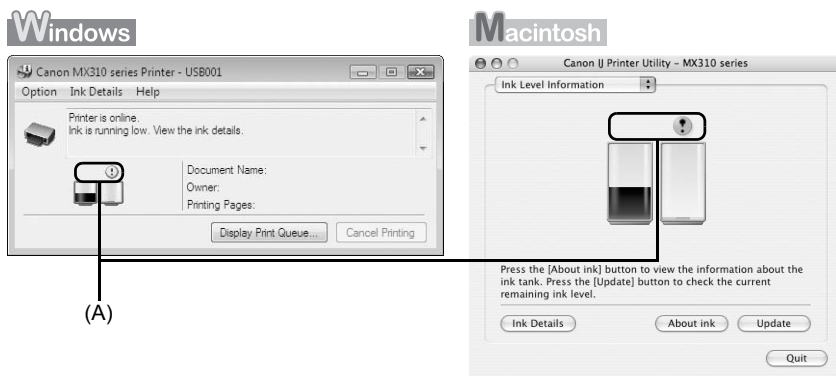 Windows
Canon MX310 series Printer - USB001
Option Ink Details Help
Printer is online.
Ink is running low. View the ink details.
Document Name:
Owner:
Printing Pages:
Display Print Queue...
Cancel Printing
(A)
Macintosh
Canon IJ Printer Utility – MX310 series
Ink Level Information
Press the [About ink] button to view the information about the
ink tank. Press the [Update] button to check the current
remaining ink level.
Ink Details
About ink
Update
Quit